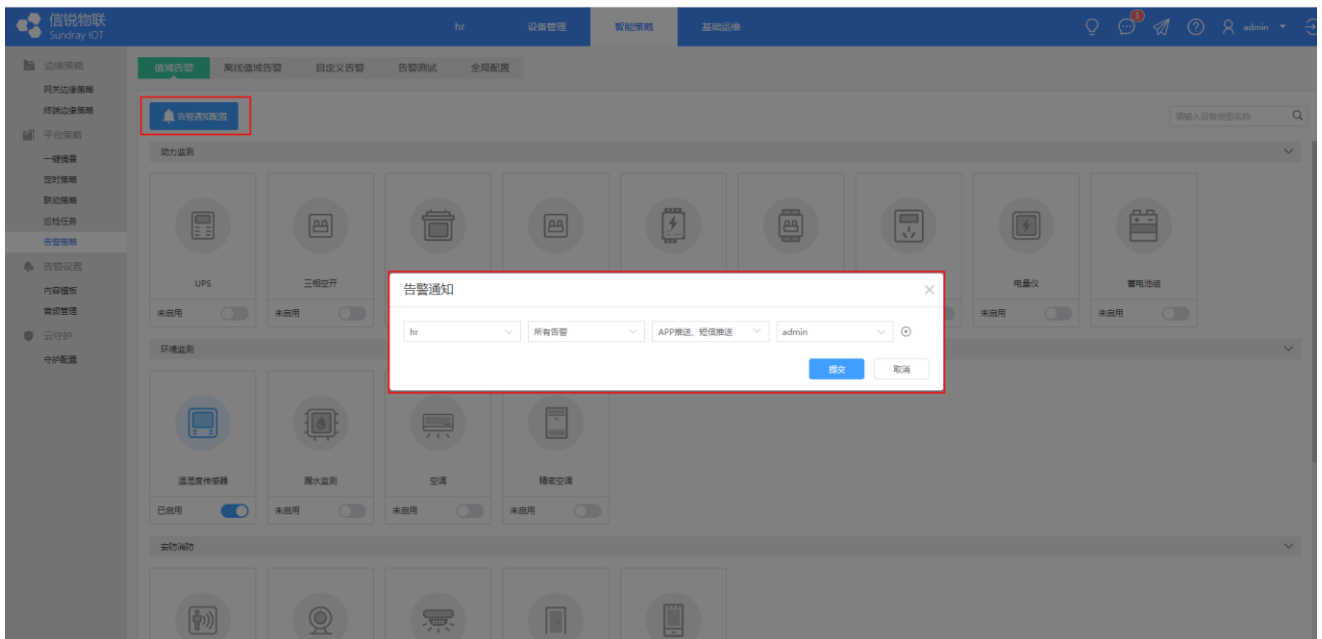 信锐物联
Sundray IOT
hr
设备管理
智能策略
基础运维
1
admin
边缘策略
网关边缘策略
终端边缘策略
平台策略
一键情景
定时策略
联动策略
巡检任务
告警策略
告警设置
内容模板
音频管理
云守护
守护配置
值域告警
离线值域告警
自定义告警
告警测试
全局配置
告警通知配置
请输入设备类型名称
动力监测
UPS
三相空开
电量仪
蓄电池组
未启用
未启用
未启用
未启用
告警通知
hr
所有告警
APP推送、短信推送
admin
提交
取消
环境监测
温湿度传感器
漏水监测
空调
精密空调
已启用
未启用
未启用
未启用
安防消防